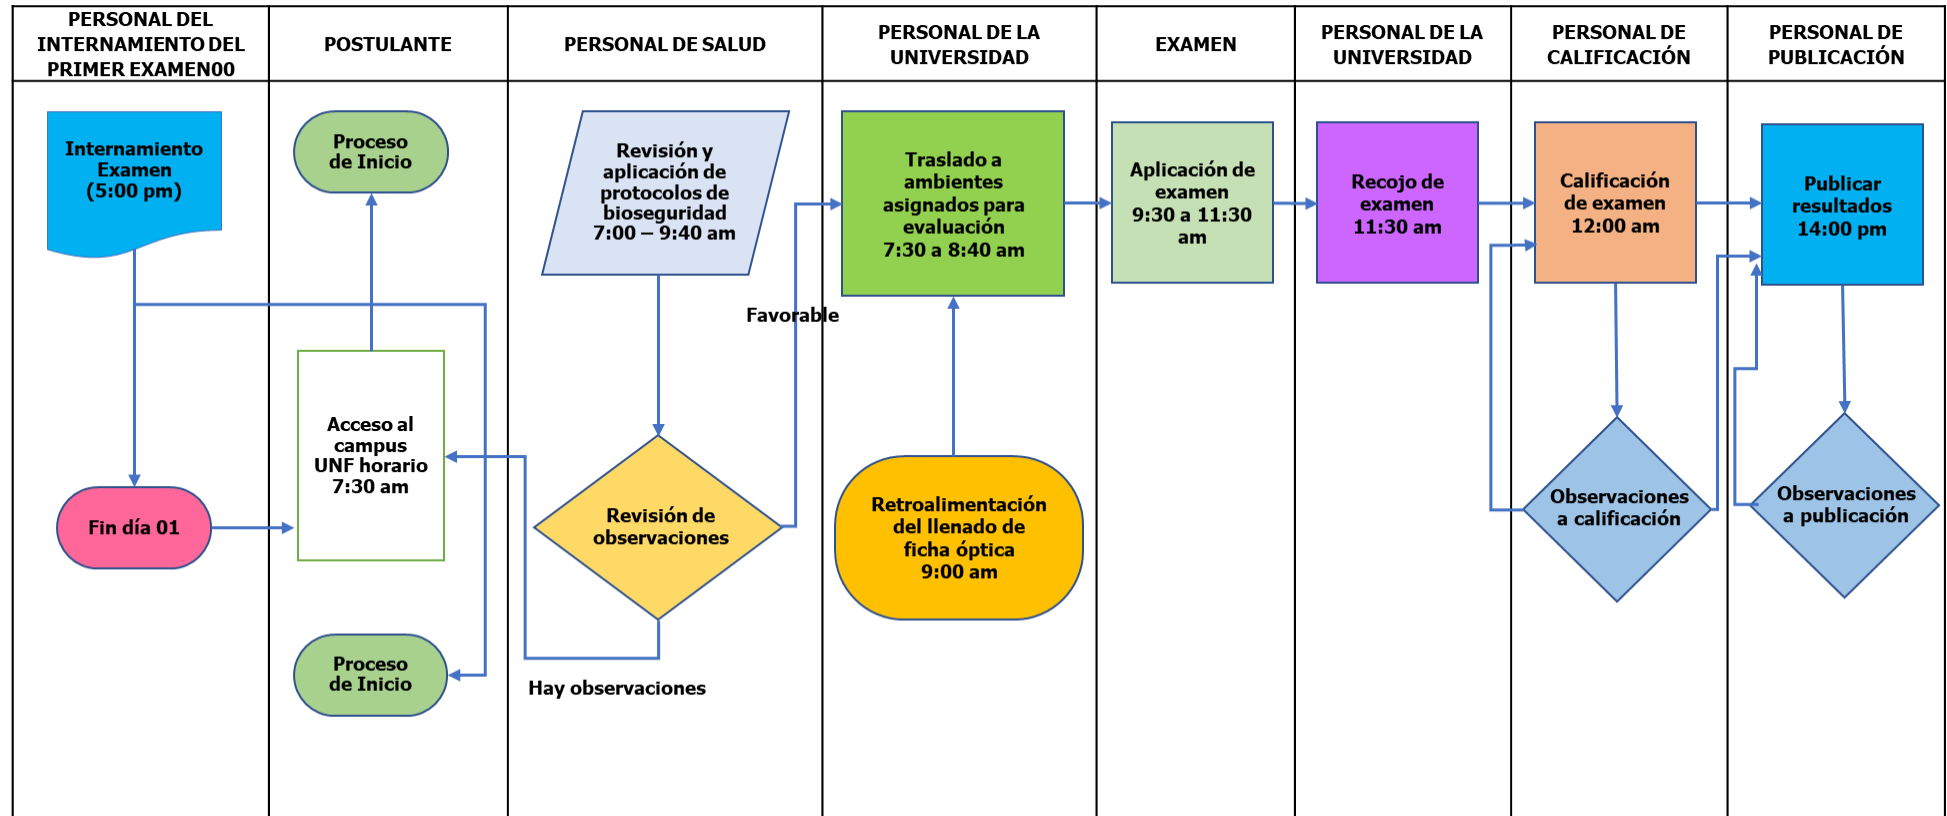 PERSONAL DEL
INTERNAMIENTO DEL
PRIMER EXAMEN00
POSTULANTE
PERSONAL DE SALUD
PERSONAL DE LA
UNIVERSIDAD
EXAMEN
PERSONAL DE LA
UNIVERSIDAD
PERSONAL DE
CALIFICACIÓN
PERSONAL DE
PUBLICACIÓN
Internamiento
Examen
(5:00 pm)
Fin día 01
Proceso
de Inicio
Acceso al
campus
UNF horario
7:30 am
Proceso
de Inicio
Revisión y
aplicación de
protocolos de
bioseguridad
7:00 – 9:40 am
Favorable
Revisión de
observaciones
Hay observaciones
Traslado a
ambientes
asignados para
evaluación
7:30 a 8:40 am
Retroalimentación
del llenado de
ficha óptica
9:00 am
Aplicación de
examen
9:30 a 11:30
am
Recojo de
examen
11:30 am
Calificación
de examen
12:00 am
Observaciones
a calificación
Publicar
resultados
14:00 pm
Observaciones
a publicación